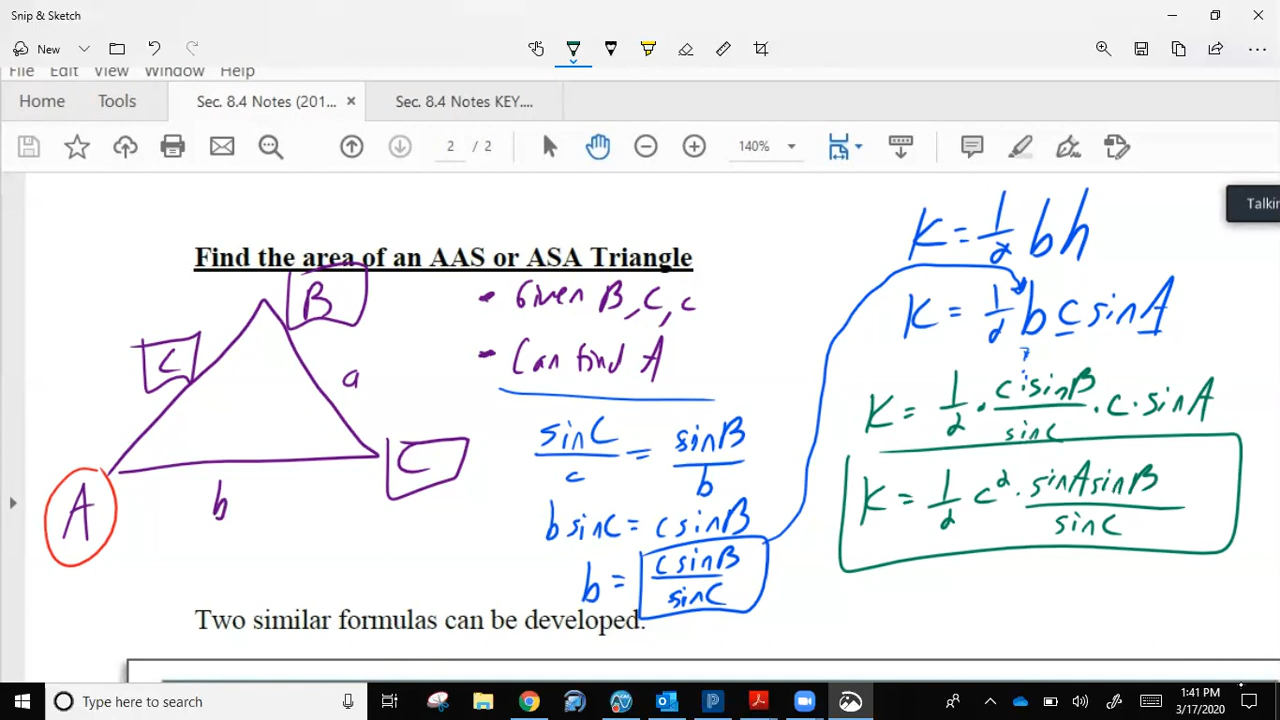 Snip & Sketch
New
File Edit View Window Help
Home Tools Sec. 8.4 Notes (201... × Sec. 8.4 Notes KEY....
2 / 2 140%
Talkin
Find the area of an AAS or ASA Triangle
• Given B, C, c
• Can find A
B
c
a
C
A
b
sinC/c = sinB/b
b sinC = c sinB
b = c sinB/sinC
K = 1/2 b h
K = 1/2 b c sinA
K = 1/2 · c · sinB/sinC · c · sinA
K = 1/2 c² · sinA sinB/sinC
Two similar formulas can be developed.
Type here to search
1:41 PM
3/17/2020